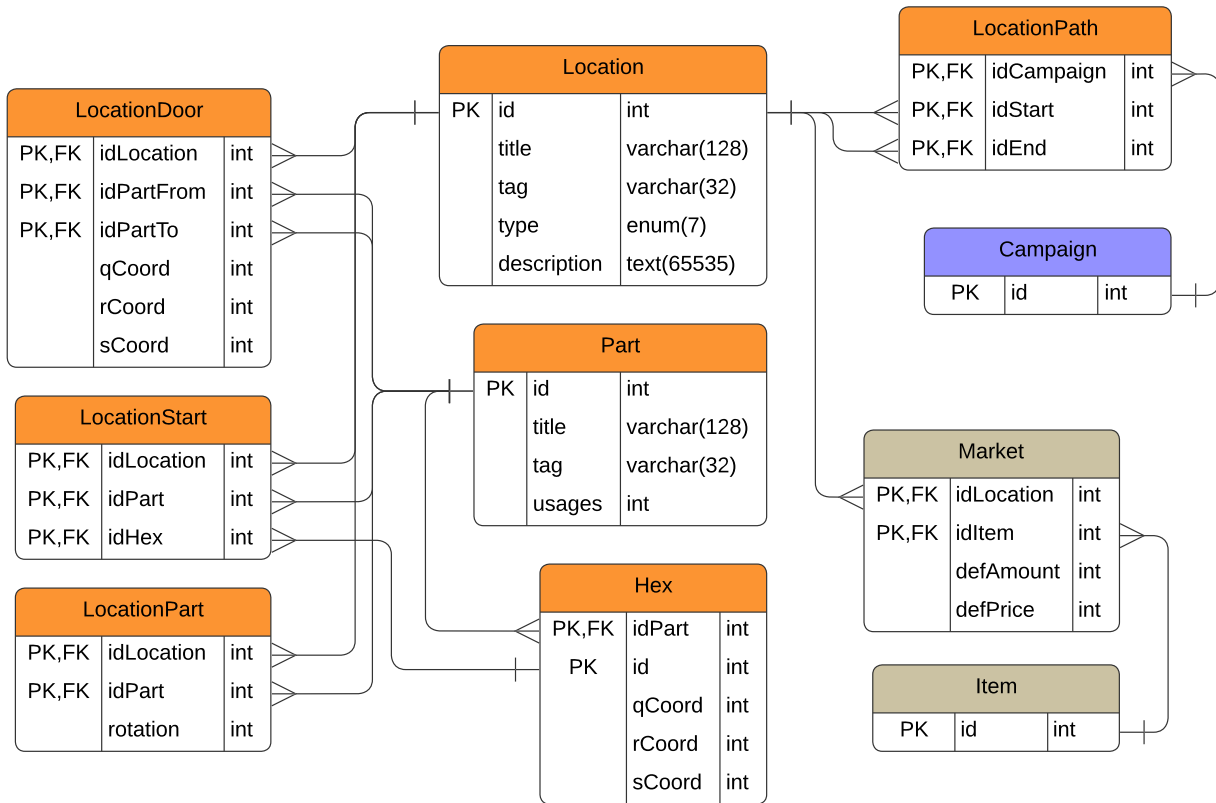 LocationDoor
PK,FK idLocation int
PK,FK idPartFrom int
PK,FK idPartTo int
qCoord int
rCoord int
sCoord int
LocationStart
PK,FK idLocation int
PK,FK idPart int
PK,FK idHex int
LocationPart
PK,FK idLocation int
PK,FK idPart int
rotation int
Location
PK id int
title varchar(128)
tag varchar(32)
type enum(7)
description text(65535)
Part
PK id int
title varchar(128)
tag varchar(32)
usages int
Hex
PK,FK idPart int
PK id int
qCoord int
rCoord int
sCoord int
LocationPath
PK,FK idCampaign int
PK,FK idStart int
PK,FK idEnd int
Campaign
PK id int
Market
PK,FK idLocation int
PK,FK idItem int
defAmount int
defPrice int
Item
PK id int